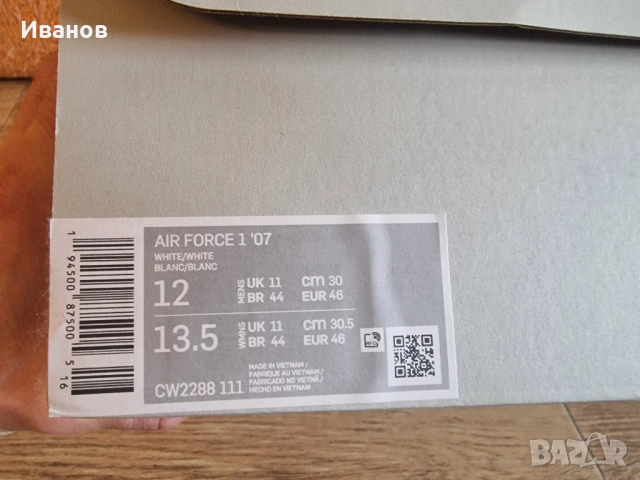 Иванов
AIR FORCE 1 '07
WHITE/WHITE
BLANC/BLANC
12 MENS UK 11 CM 30
BR 44 EUR 46
13.5 WMNS UK 11 CM 30.5
BR 44 EUR 46
MADE IN VIETNAM /
FABRIQUE AU VIETNAM /
FABRICADO NO VIETNÃ /
HECHO EN VIETNAM
CW2288 111
1 94500 87500 5 16
BAZAR